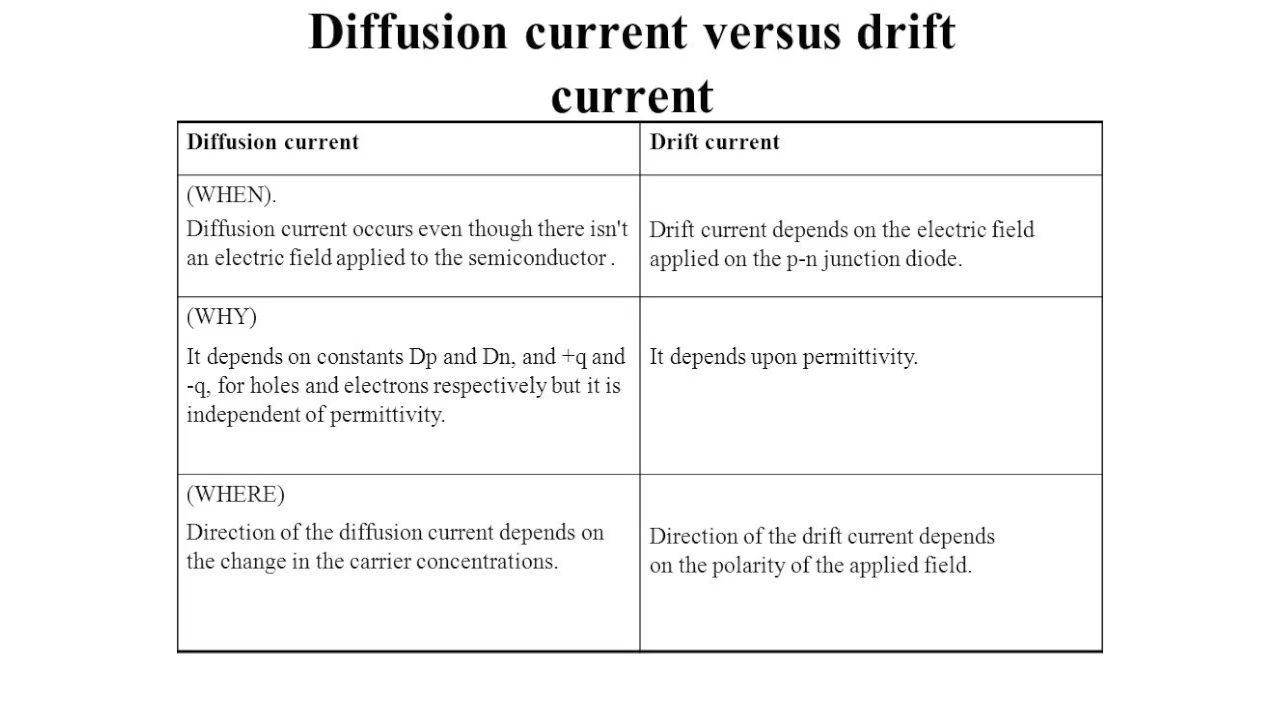 Diffusion current versus drift
current
Diffusion current
Drift current
(WHEN).
Diffusion current occurs even though there isn't
an electric field applied to the semiconductor .
Drift current depends on the electric field
applied on the p-n junction diode.
(WHY)
It depends on constants Dp and Dn, and +q and
-q, for holes and electrons respectively but it is
independent of permittivity.
It depends upon permittivity.
(WHERE)
Direction of the diffusion current depends on
the change in the carrier concentrations.
Direction of the drift current depends
on the polarity of the applied field.